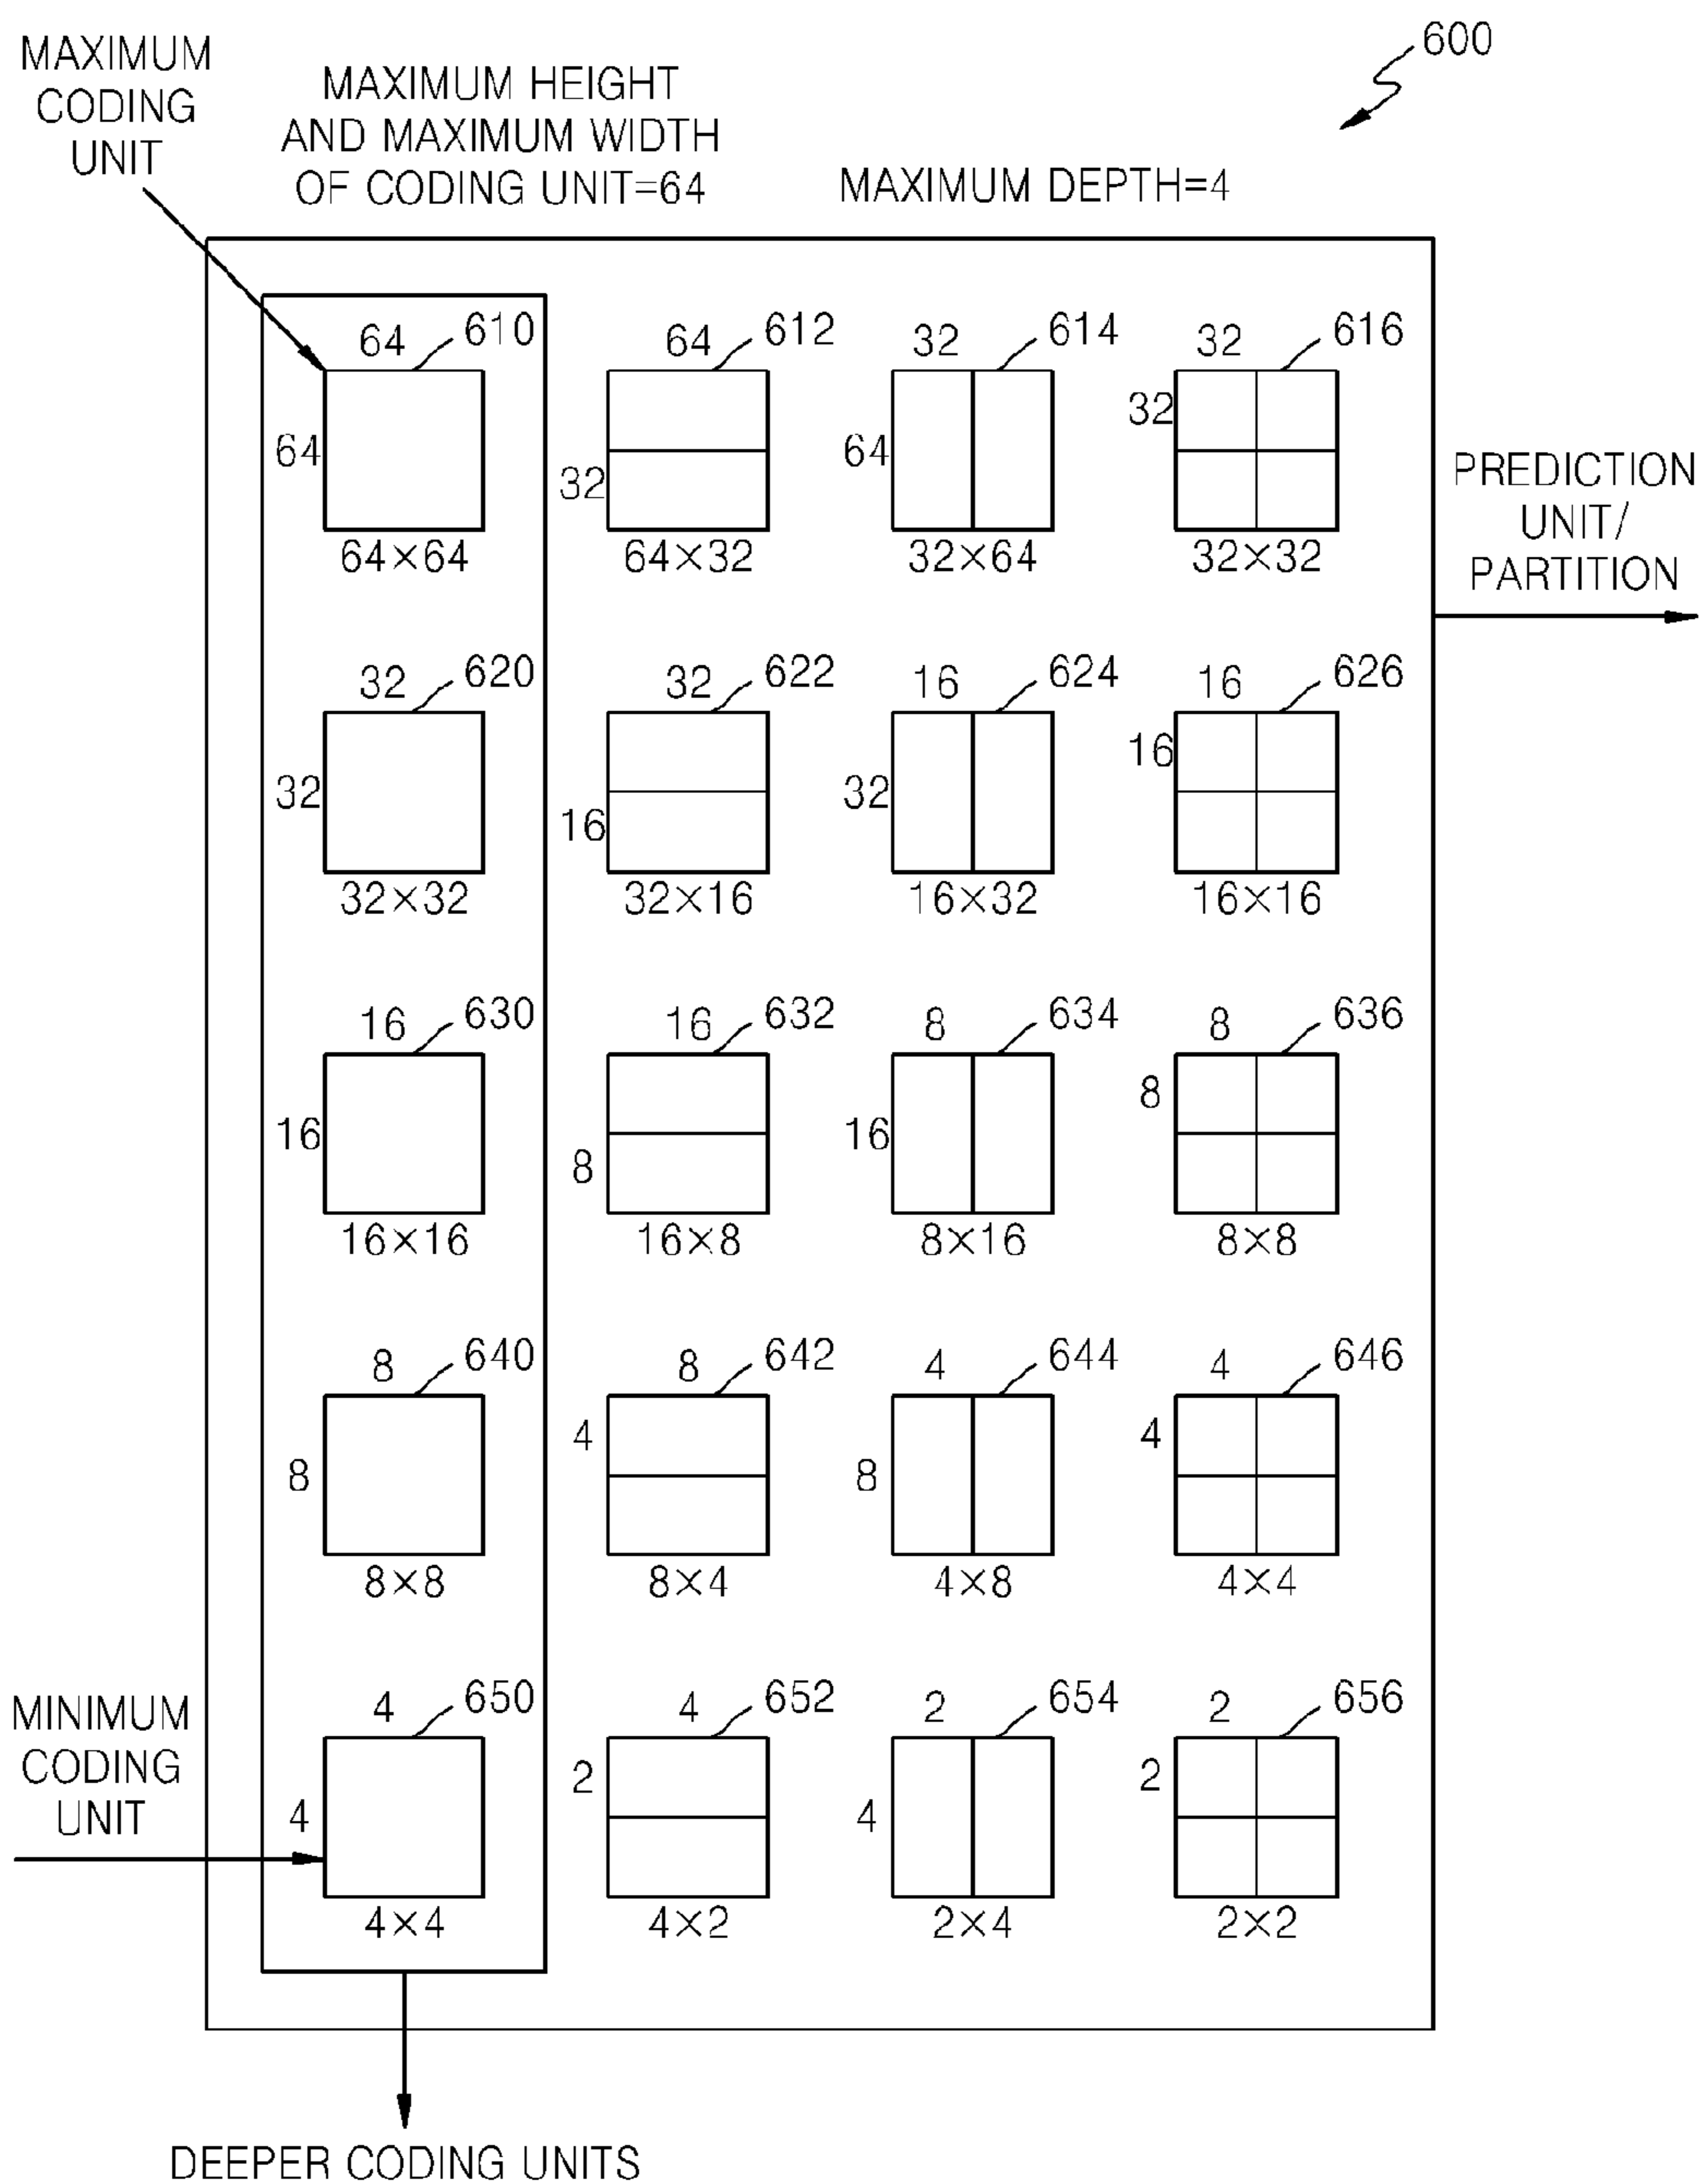 600
MAXIMUM
CODING
UNIT
MAXIMUM HEIGHT
AND MAXIMUM WIDTH
OF CODING UNIT=64
MAXIMUM DEPTH=4
64 610 64 612 32 614 32 616
64 32 64 32
64×64 64×32 32×64 32×32
PREDICTION
UNIT/
PARTITION
32 620 32 622 16 624 16 626
32 16 32 16
32×32 32×16 16×32 16×16
16 630 16 632 8 634 8 636
16 8 16 8
16×16 16×8 8×16 8×8
8 640 8 642 4 644 4 646
8 4 8 4
8×8 8×4 4×8 4×4
MINIMUM
CODING
UNIT
4 650 4 652 2 654 2 656
4 2 4 2
4×4 4×2 2×4 2×2
DEEPER CODING UNITS